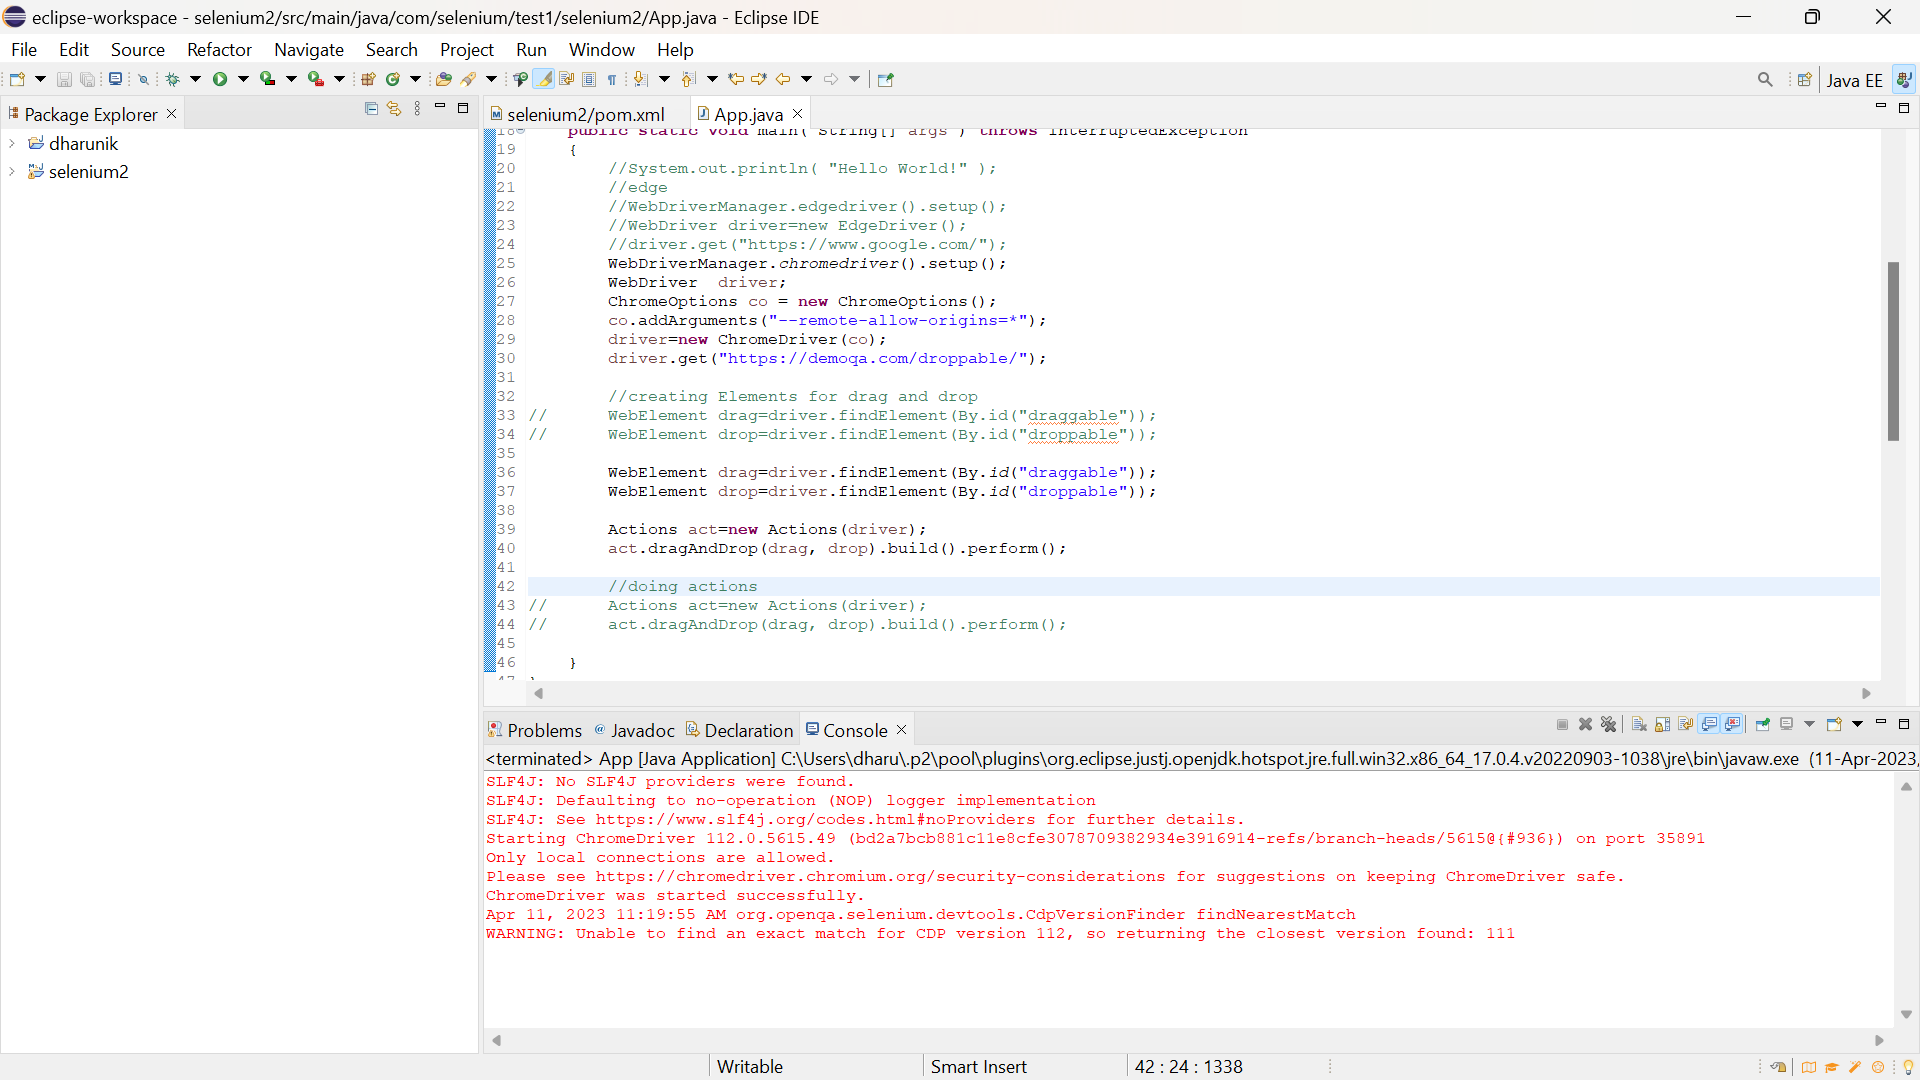 eclipse-workspace - selenium2/src/main/java/com/selenium/test1/selenium2/App.java - Eclipse IDE
File Edit Source Refactor Navigate Search Project Run Window Help
Java EE
Package Explorer
selenium2/pom.xml App.java
dharunik
selenium2
18 public static void main( String[] args ) throws InterruptedException
19 {
20 //System.out.println( "Hello World!" );
21 //edge
22 //WebDriverManager.edgedriver().setup();
23 //WebDriver driver=new EdgeDriver();
24 //driver.get("https://www.google.com/");
25 WebDriverManager.chromedriver().setup();
26 WebDriver driver;
27 ChromeOptions co = new ChromeOptions();
28 co.addArguments("--remote-allow-origins=*");
29 driver=new ChromeDriver(co);
30 driver.get("https://demoqa.com/droppable/");
31
32 //creating Elements for drag and drop
33 // WebElement drag=driver.findElement(By.id("draggable"));
34 // WebElement drop=driver.findElement(By.id("droppable"));
35
36 WebElement drag=driver.findElement(By.id("draggable"));
37 WebElement drop=driver.findElement(By.id("droppable"));
38
39 Actions act=new Actions(driver);
40 act.dragAndDrop(drag, drop).build().perform();
41
42 //doing actions
43 // Actions act=new Actions(driver);
44 // act.dragAndDrop(drag, drop).build().perform();
45
46 }
47 }
Problems Javadoc Declaration Console
<terminated> App [Java Application] C:\Users\dharu\.p2\pool\plugins\org.eclipse.justj.openjdk.hotspot.jre.full.win32.x86_64_17.0.4.v20220903-1038\jre\bin\javaw.exe (11-Apr-2023,
SLF4J: No SLF4J providers were found.
SLF4J: Defaulting to no-operation (NOP) logger implementation
SLF4J: See https://www.slf4j.org/codes.html#noProviders for further details.
Starting ChromeDriver 112.0.5615.49 (bd2a7bcb881c11e8cfe3078709382934e3916914-refs/branch-heads/5615@{#936}) on port 35891
Only local connections are allowed.
Please see https://chromedriver.chromium.org/security-considerations for suggestions on keeping ChromeDriver safe.
ChromeDriver was started successfully.
Apr 11, 2023 11:19:55 AM org.openqa.selenium.devtools.CdpVersionFinder findNearestMatch
WARNING: Unable to find an exact match for CDP version 112, so returning the closest version found: 111
Writable Smart Insert 42 : 24 : 1338